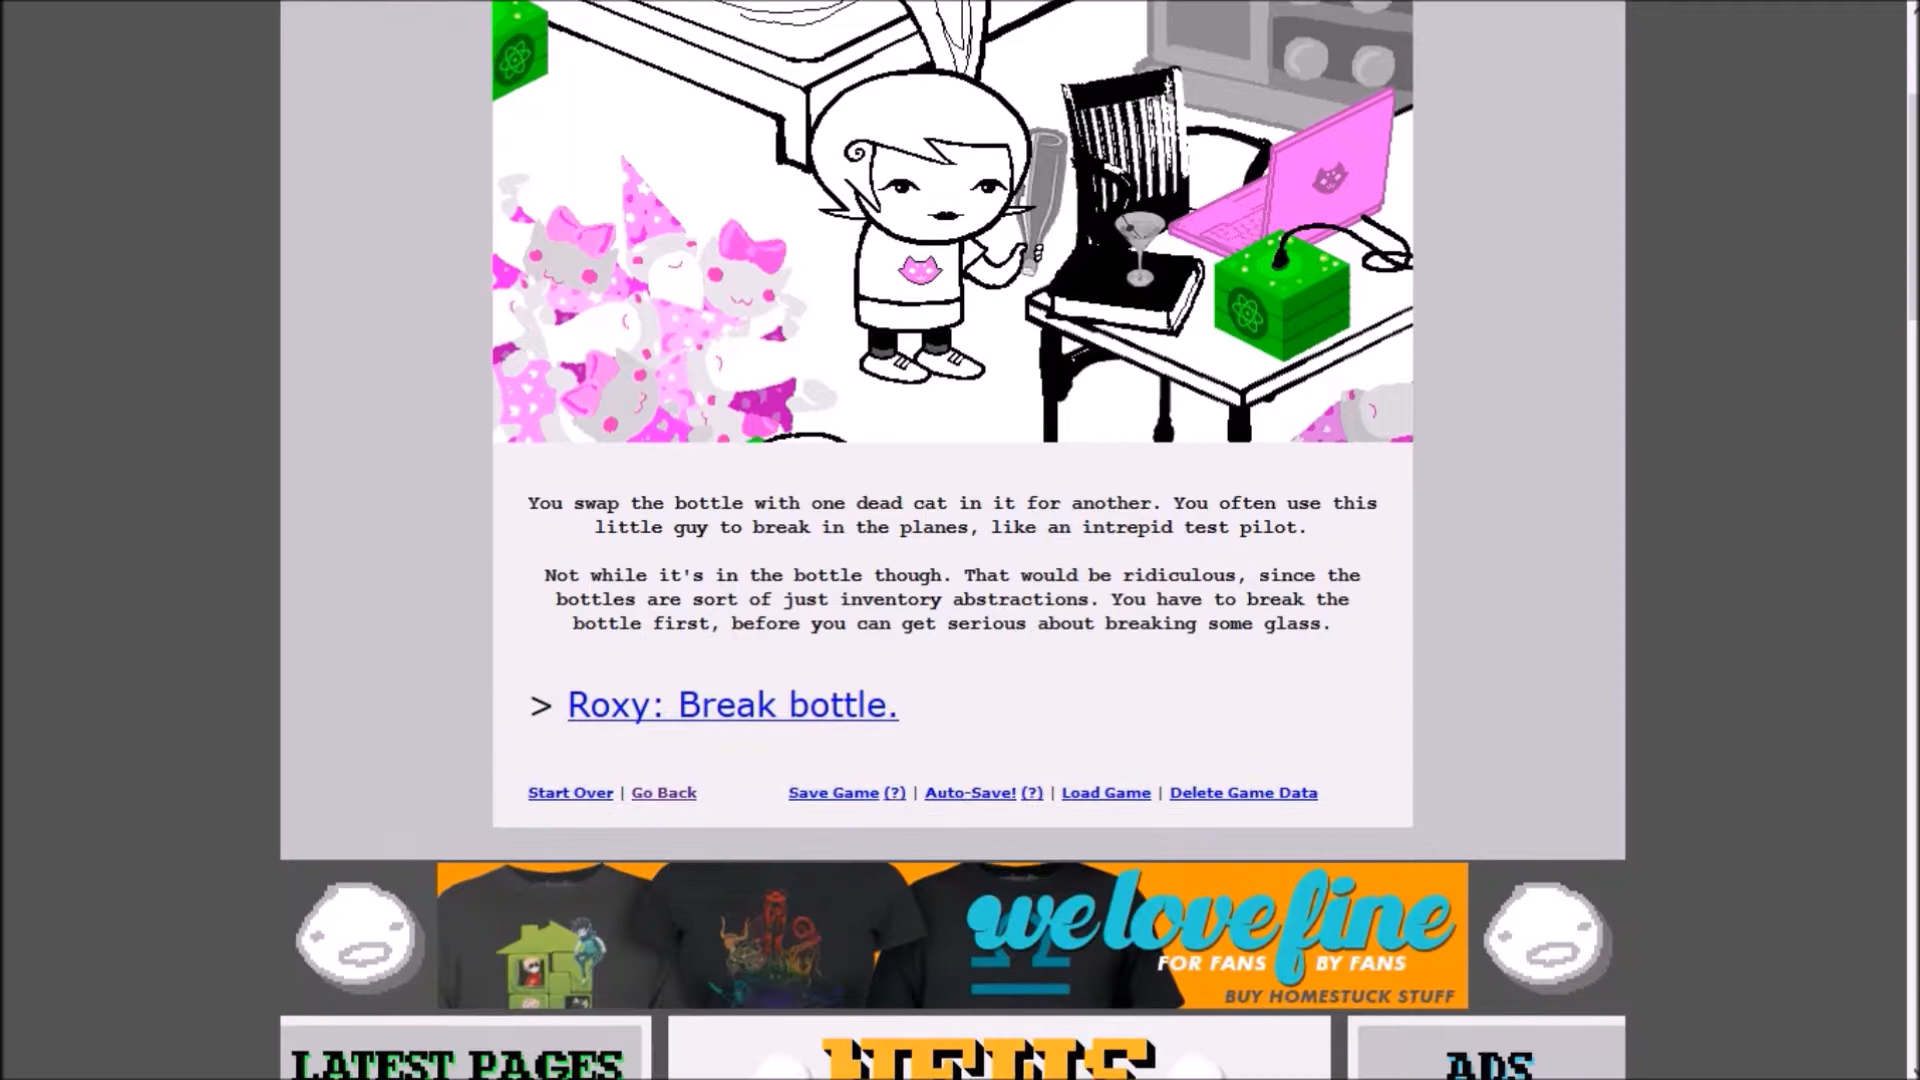 You swap the bottle with one dead cat in it for another. You often use this
little guy to break in the planes, like an intrepid test pilot.
Not while it's in the bottle though. That would be ridiculous, since the
bottles are sort of just inventory abstractions. You have to break the
bottle first, before you can get serious about breaking some glass.
> Roxy: Break bottle.
Start Over | Go Back Save Game (?) | Auto-Save! (?) | Load Game | Delete Game Data
welovefine
FOR FANS BY FANS
BUY HOMESTUCK STUFF
LATEST PAGES NEWS ADS